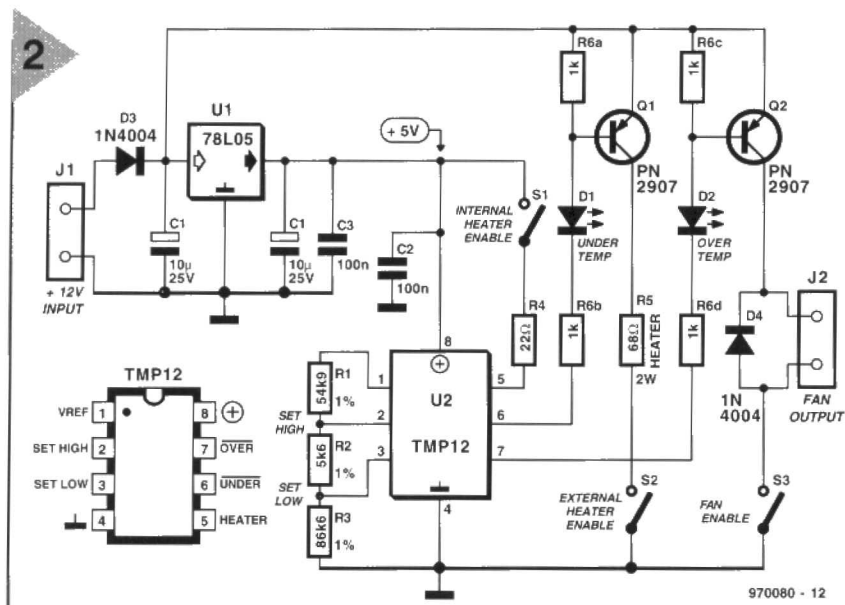 2
D3
1N4004
U1
78L05
J1
+ 12V
INPUT
C1
10µ
25V
C1
10µ
25V
C3
100n
+ 5V
C2
100n
INTERNAL
HEATER
ENABLE
S1
R4
22Ω
R6a
1k
Q1
PN
2907
D1
UNDER
TEMP
R6b
1k
R5
68Ω
HEATER
2W
R6c
1k
Q2
PN
2907
D2
OVER
TEMP
R6d
1k
J2
D4
1N
4004
FAN
OUTPUT
TMP12
VREF 1
SET HIGH 2
SET LOW 3
4
8
7 OVER
6 UNDER
5 HEATER
R1
54k9
1%
SET
HIGH
R2
5k6
1%
SET
LOW
R3
86k6
1%
8
1
2
3
U2
TMP12
5
6
7
4
EXTERNAL
HEATER
ENABLE
S2
FAN
ENABLE
S3
970080 - 12